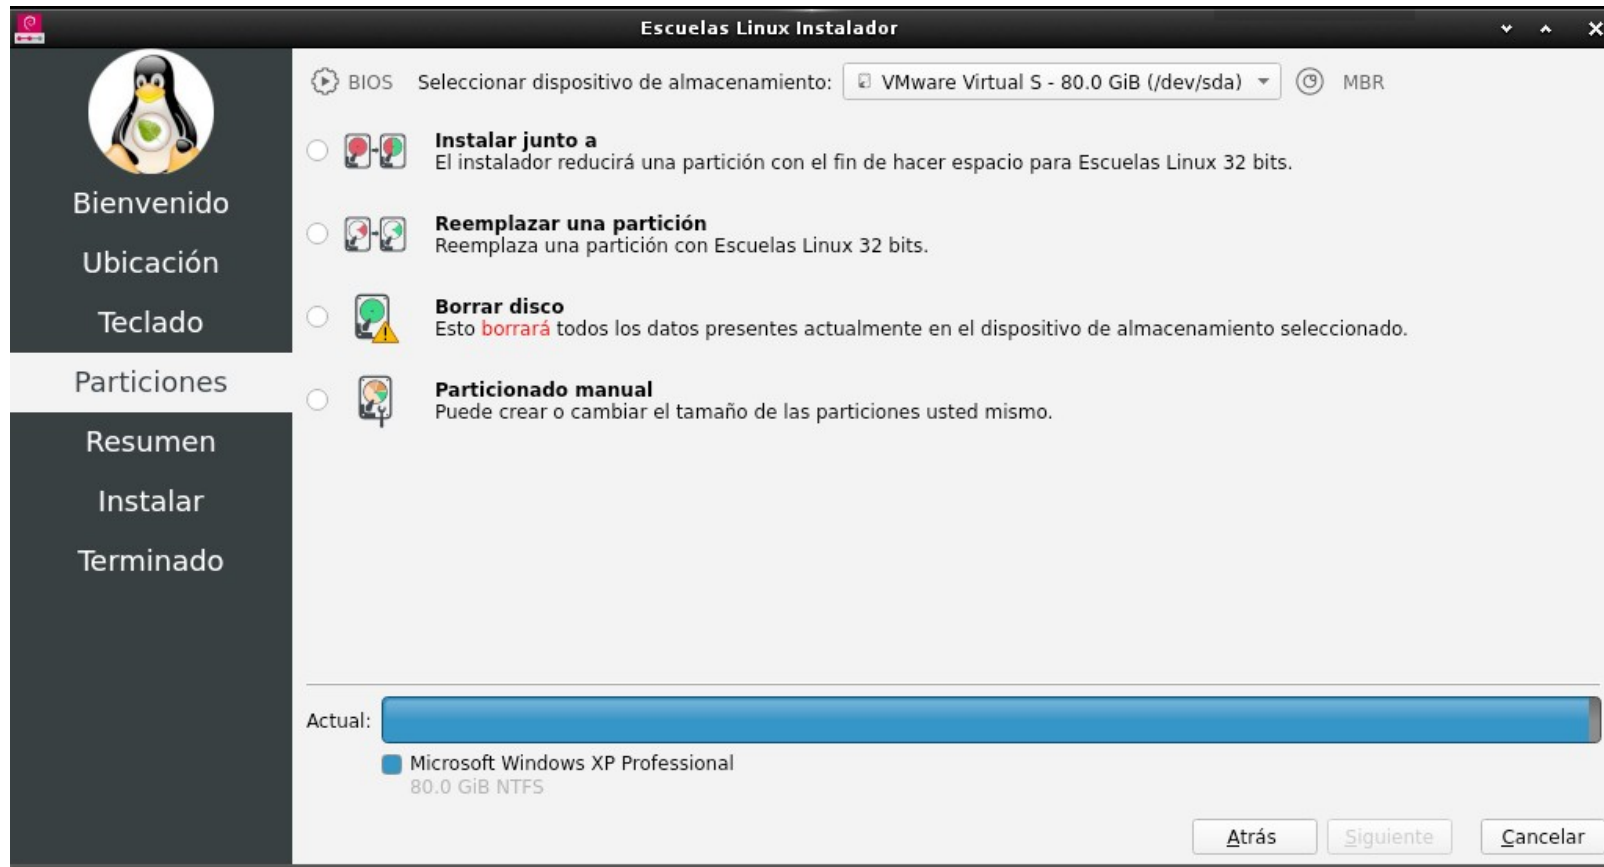 Escuelas Linux Instalador
BIOS Seleccionar dispositivo de almacenamiento: VMware Virtual S - 80.0 GiB (/dev/sda) MBR
Bienvenido
Ubicación
Teclado
Particiones
Resumen
Instalar
Terminado
Instalar junto a
El instalador reducirá una partición con el fin de hacer espacio para Escuelas Linux 32 bits.
Reemplazar una partición
Reemplaza una partición con Escuelas Linux 32 bits.
Borrar disco
Esto borrará todos los datos presentes actualmente en el dispositivo de almacenamiento seleccionado.
Particionado manual
Puede crear o cambiar el tamaño de las particiones usted mismo.
Actual:
Microsoft Windows XP Professional
80.0 GiB NTFS
Atrás Siguiente Cancelar